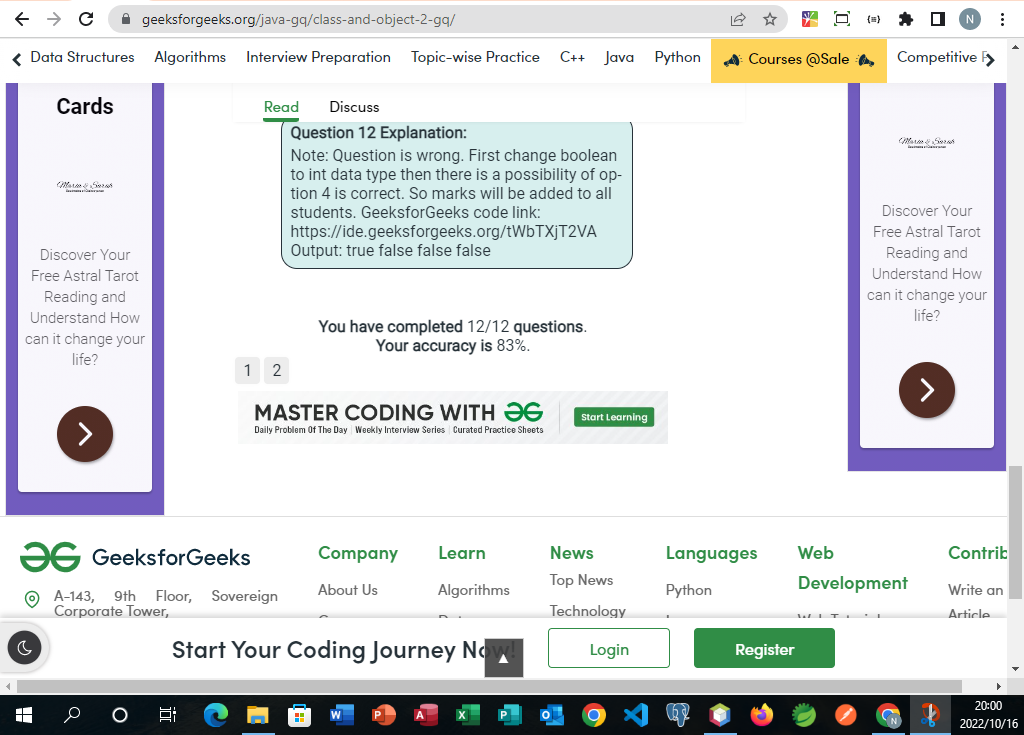 geeksforgeeks.org/java-gq/class-and-object-2-gq/
N
Data Structures
Algorithms
Interview Preparation
Topic-wise Practice
C++
Java
Python
Courses @Sale
Competitive
Cards
Read
Discuss
Question 12 Explanation:
Note: Question is wrong. First change boolean
to int data type then there is a possibility of op-
tion 4 is correct. So marks will be added to all
students. GeeksforGeeks code link:
https://ide.geeksforgeeks.org/tWbTXjT2VA
Output: true false false false
Maria & Sarah
Discover Your
Free Astral Tarot
Reading and
Understand How
can it change your
life?
Discover Your
Free Astral Tarot
Reading and
Understand How
can it change your
life?
You have completed 12/12 questions.
Your accuracy is 83%.
1 2
MASTER CODING WITH
Daily Problem Of The Day | Weekly Interview Series | Curated Practice Sheets
Start Learning
GeeksforGeeks
A-143, 9th Floor, Sovereign
Corporate Tower,
Company
About Us
Learn
Algorithms
News
Top News
Technology
Languages
Python
Web
Development
Web Tutorial
Contrib
Write an
Article
Start Your Coding Journey Now!
Login
Register
20:00
2022/10/16